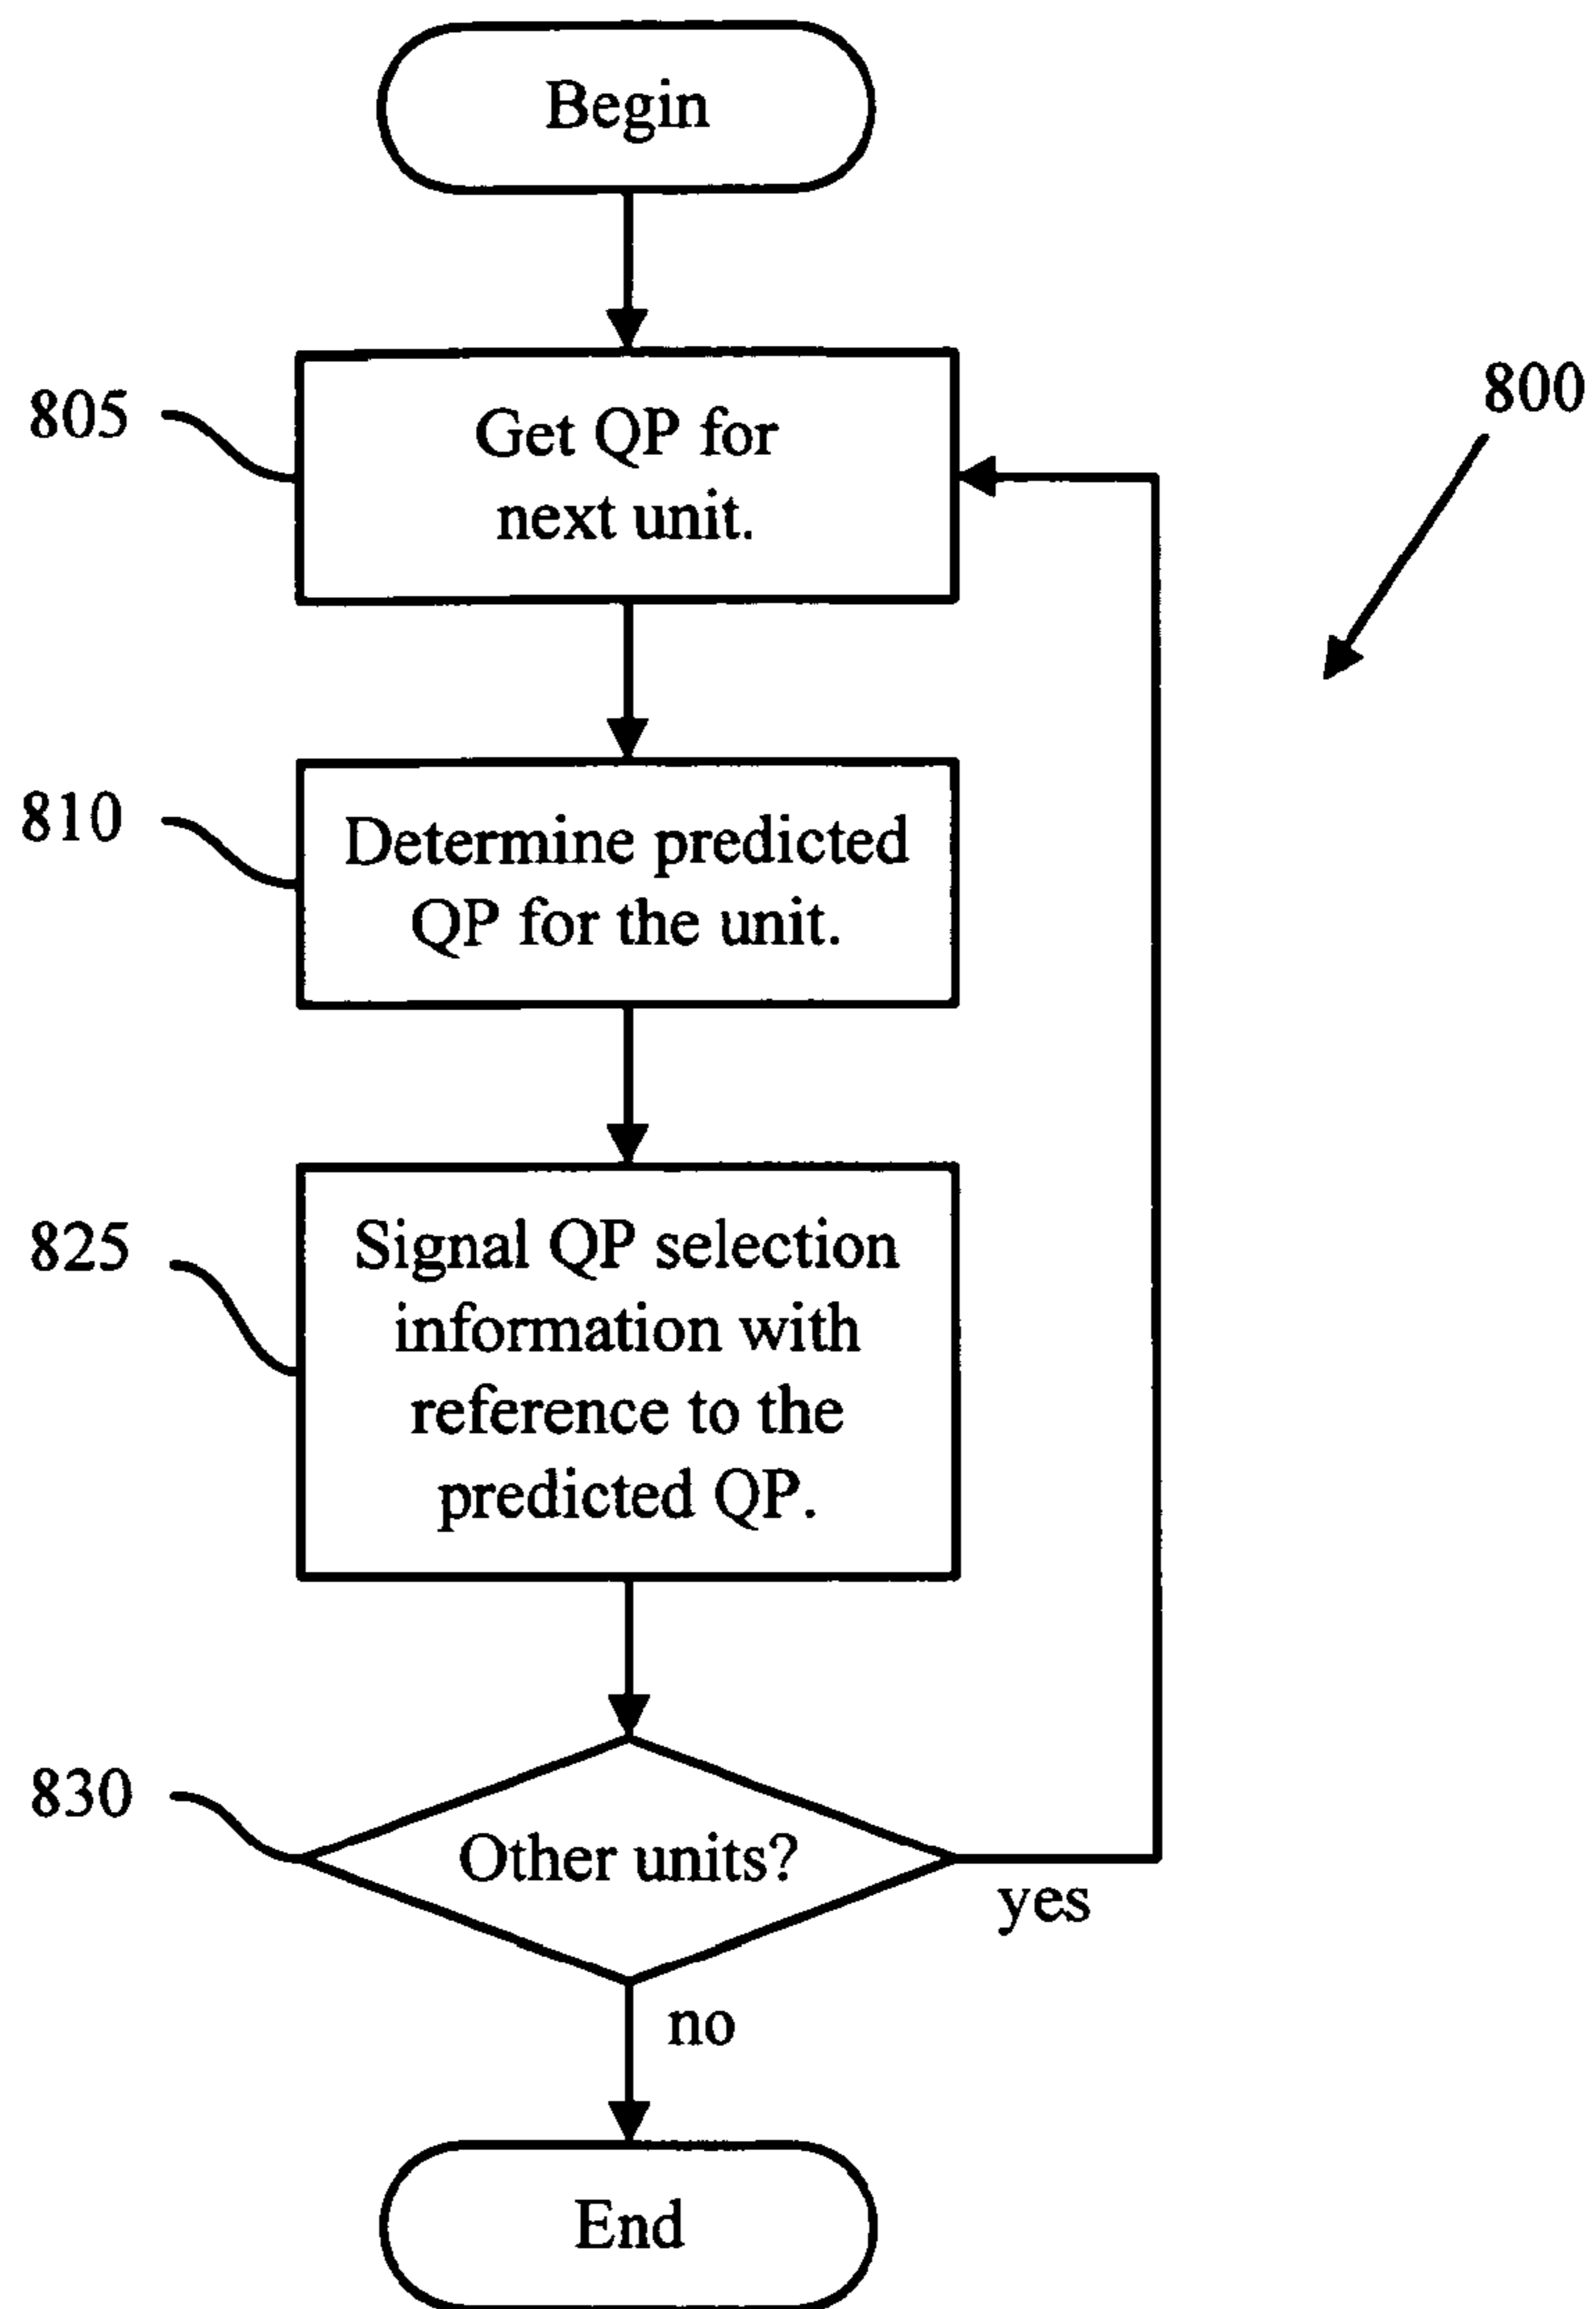 Begin
800
805
Get QP for
next unit.
810
Determine predicted
QP for the unit.
825
Signal QP selection
information with
reference to the
predicted QP.
830
Other units?
yes
no
End